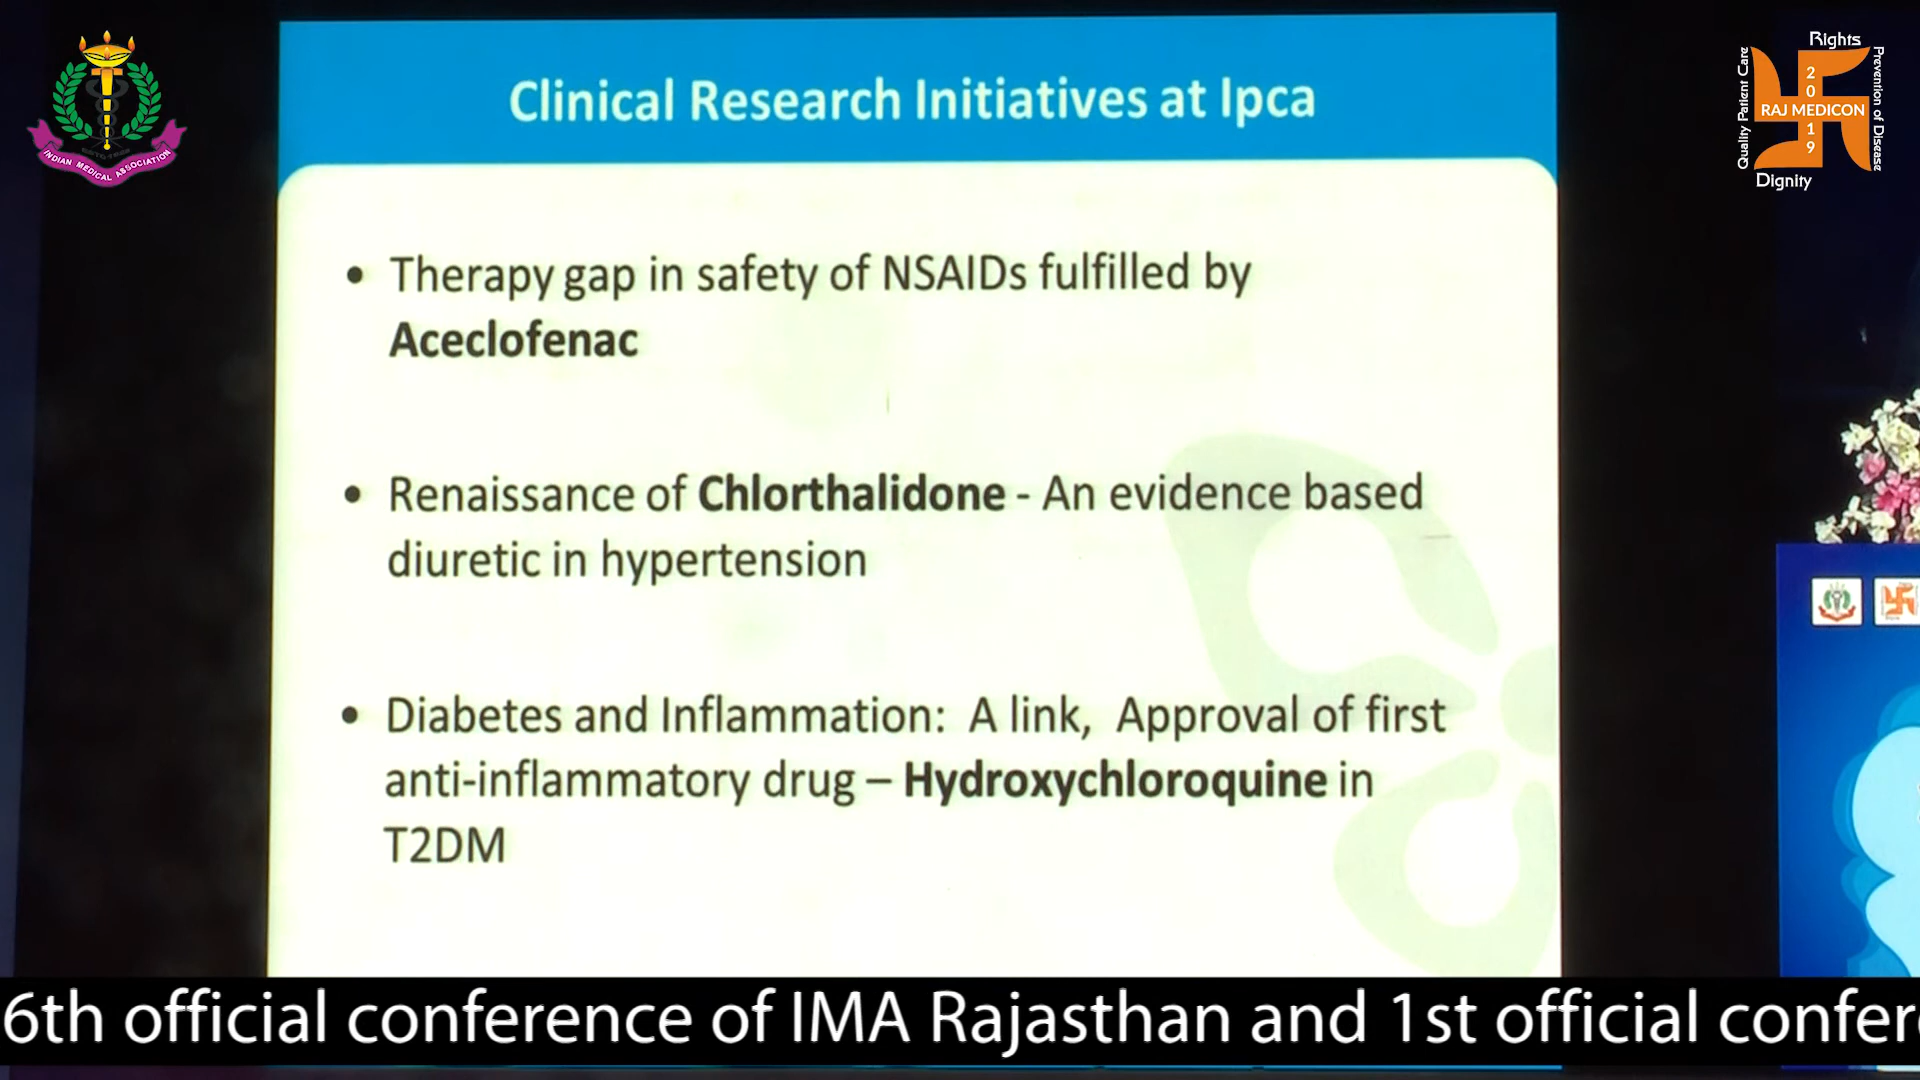 Clinical Research Initiatives at Ipca
• Therapy gap in safety of NSAIDs fulfilled by
Aceclofenac
• Renaissance of Chlorthalidone - An evidence based
diuretic in hypertension
• Diabetes and Inflammation: A link, Approval of first
anti-inflammatory drug – Hydroxychloroquine in
T2DM
INDIAN MEDICAL ASSOCIATION
Rights
Quality Patient Care
2019
RAJ MEDICON
Prevention of Disease
Dignity
6th official conference of IMA Rajasthan and 1st official confer